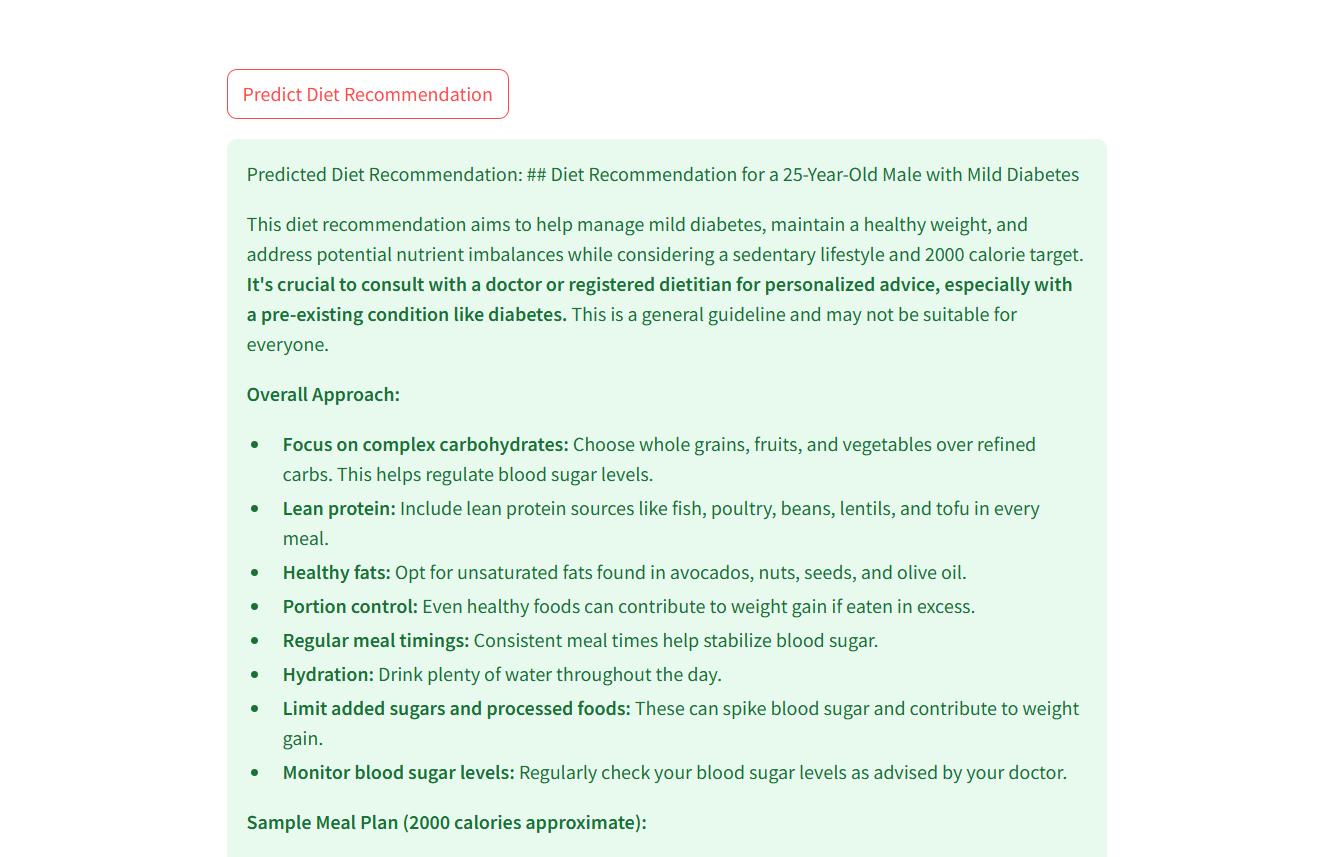 Predict Diet Recommendation
Predicted Diet Recommendation: ## Diet Recommendation for a 25-Year-Old Male with Mild Diabetes
This diet recommendation aims to help manage mild diabetes, maintain a healthy weight, and
address potential nutrient imbalances while considering a sedentary lifestyle and 2000 calorie target.
It's crucial to consult with a doctor or registered dietitian for personalized advice, especially with
a pre-existing condition like diabetes. This is a general guideline and may not be suitable for
everyone.
Overall Approach:
• Focus on complex carbohydrates: Choose whole grains, fruits, and vegetables over refined
carbs. This helps regulate blood sugar levels.
• Lean protein: Include lean protein sources like fish, poultry, beans, lentils, and tofu in every
meal.
• Healthy fats: Opt for unsaturated fats found in avocados, nuts, seeds, and olive oil.
• Portion control: Even healthy foods can contribute to weight gain if eaten in excess.
• Regular meal timings: Consistent meal times help stabilize blood sugar.
• Hydration: Drink plenty of water throughout the day.
• Limit added sugars and processed foods: These can spike blood sugar and contribute to weight
gain.
• Monitor blood sugar levels: Regularly check your blood sugar levels as advised by your doctor.
Sample Meal Plan (2000 calories approximate):